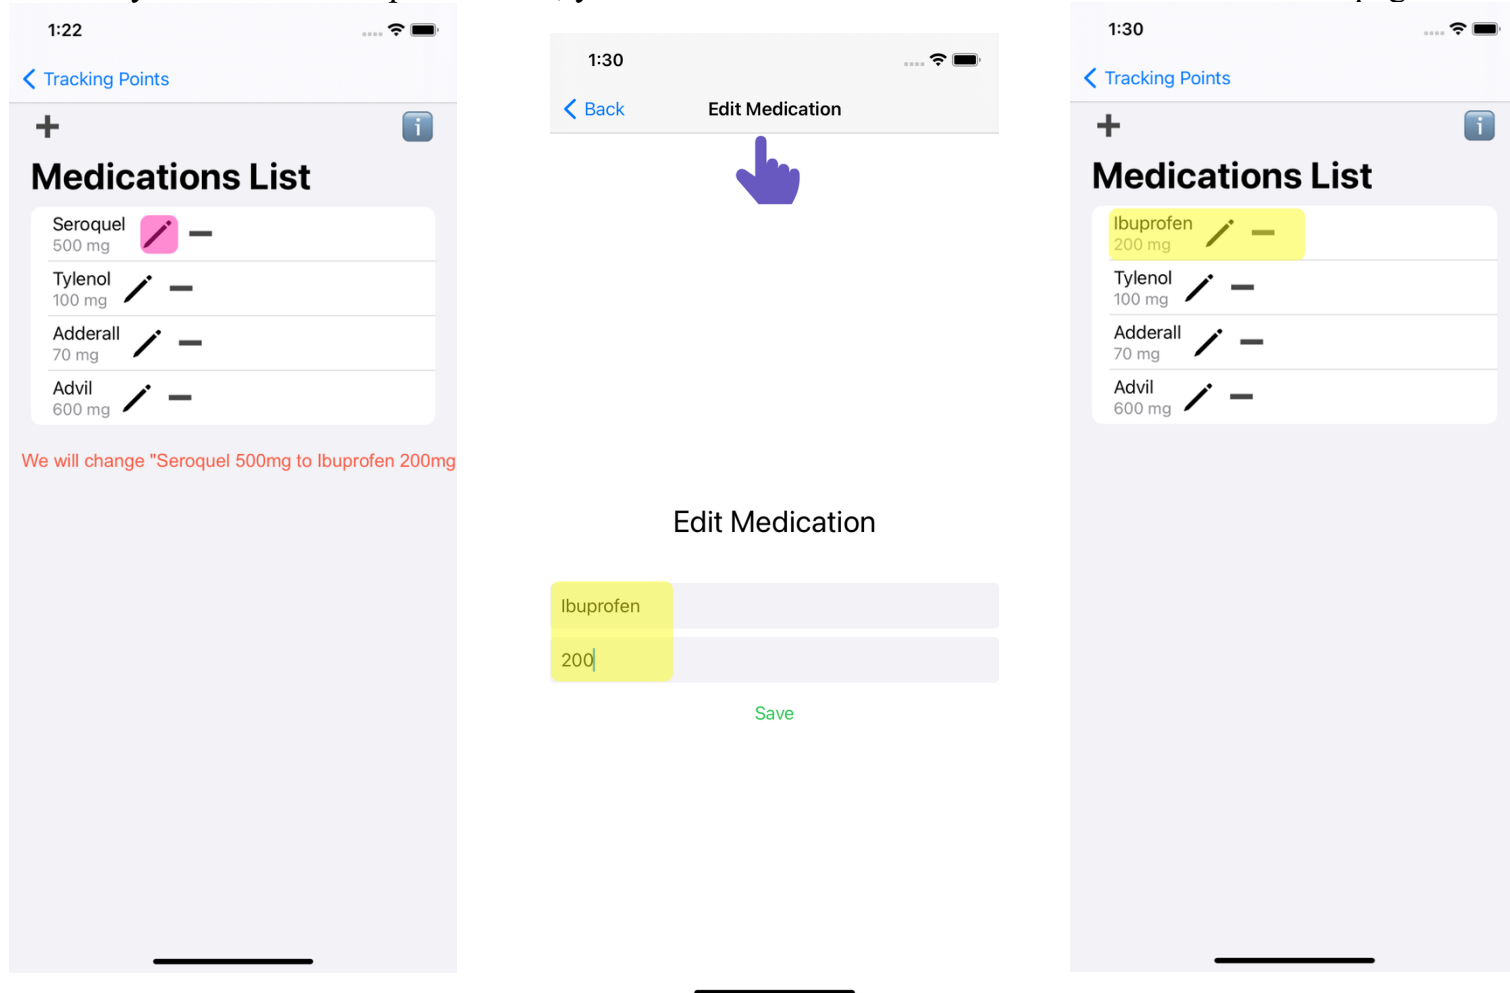 1:22
Tracking Points
Medications List
Seroquel
500 mg
Tylenol
100 mg
Adderall
70 mg
Advil
600 mg
We will change "Seroquel 500mg to Ibuprofen 200mg
1:30
Back
Edit Medication
Edit Medication
Ibuprofen
200
Save
1:30
Tracking Points
i
Medications List
Ibuprofen
200 mg
Tylenol
100 mg
Adderall
70 mg
Advil
600 mg